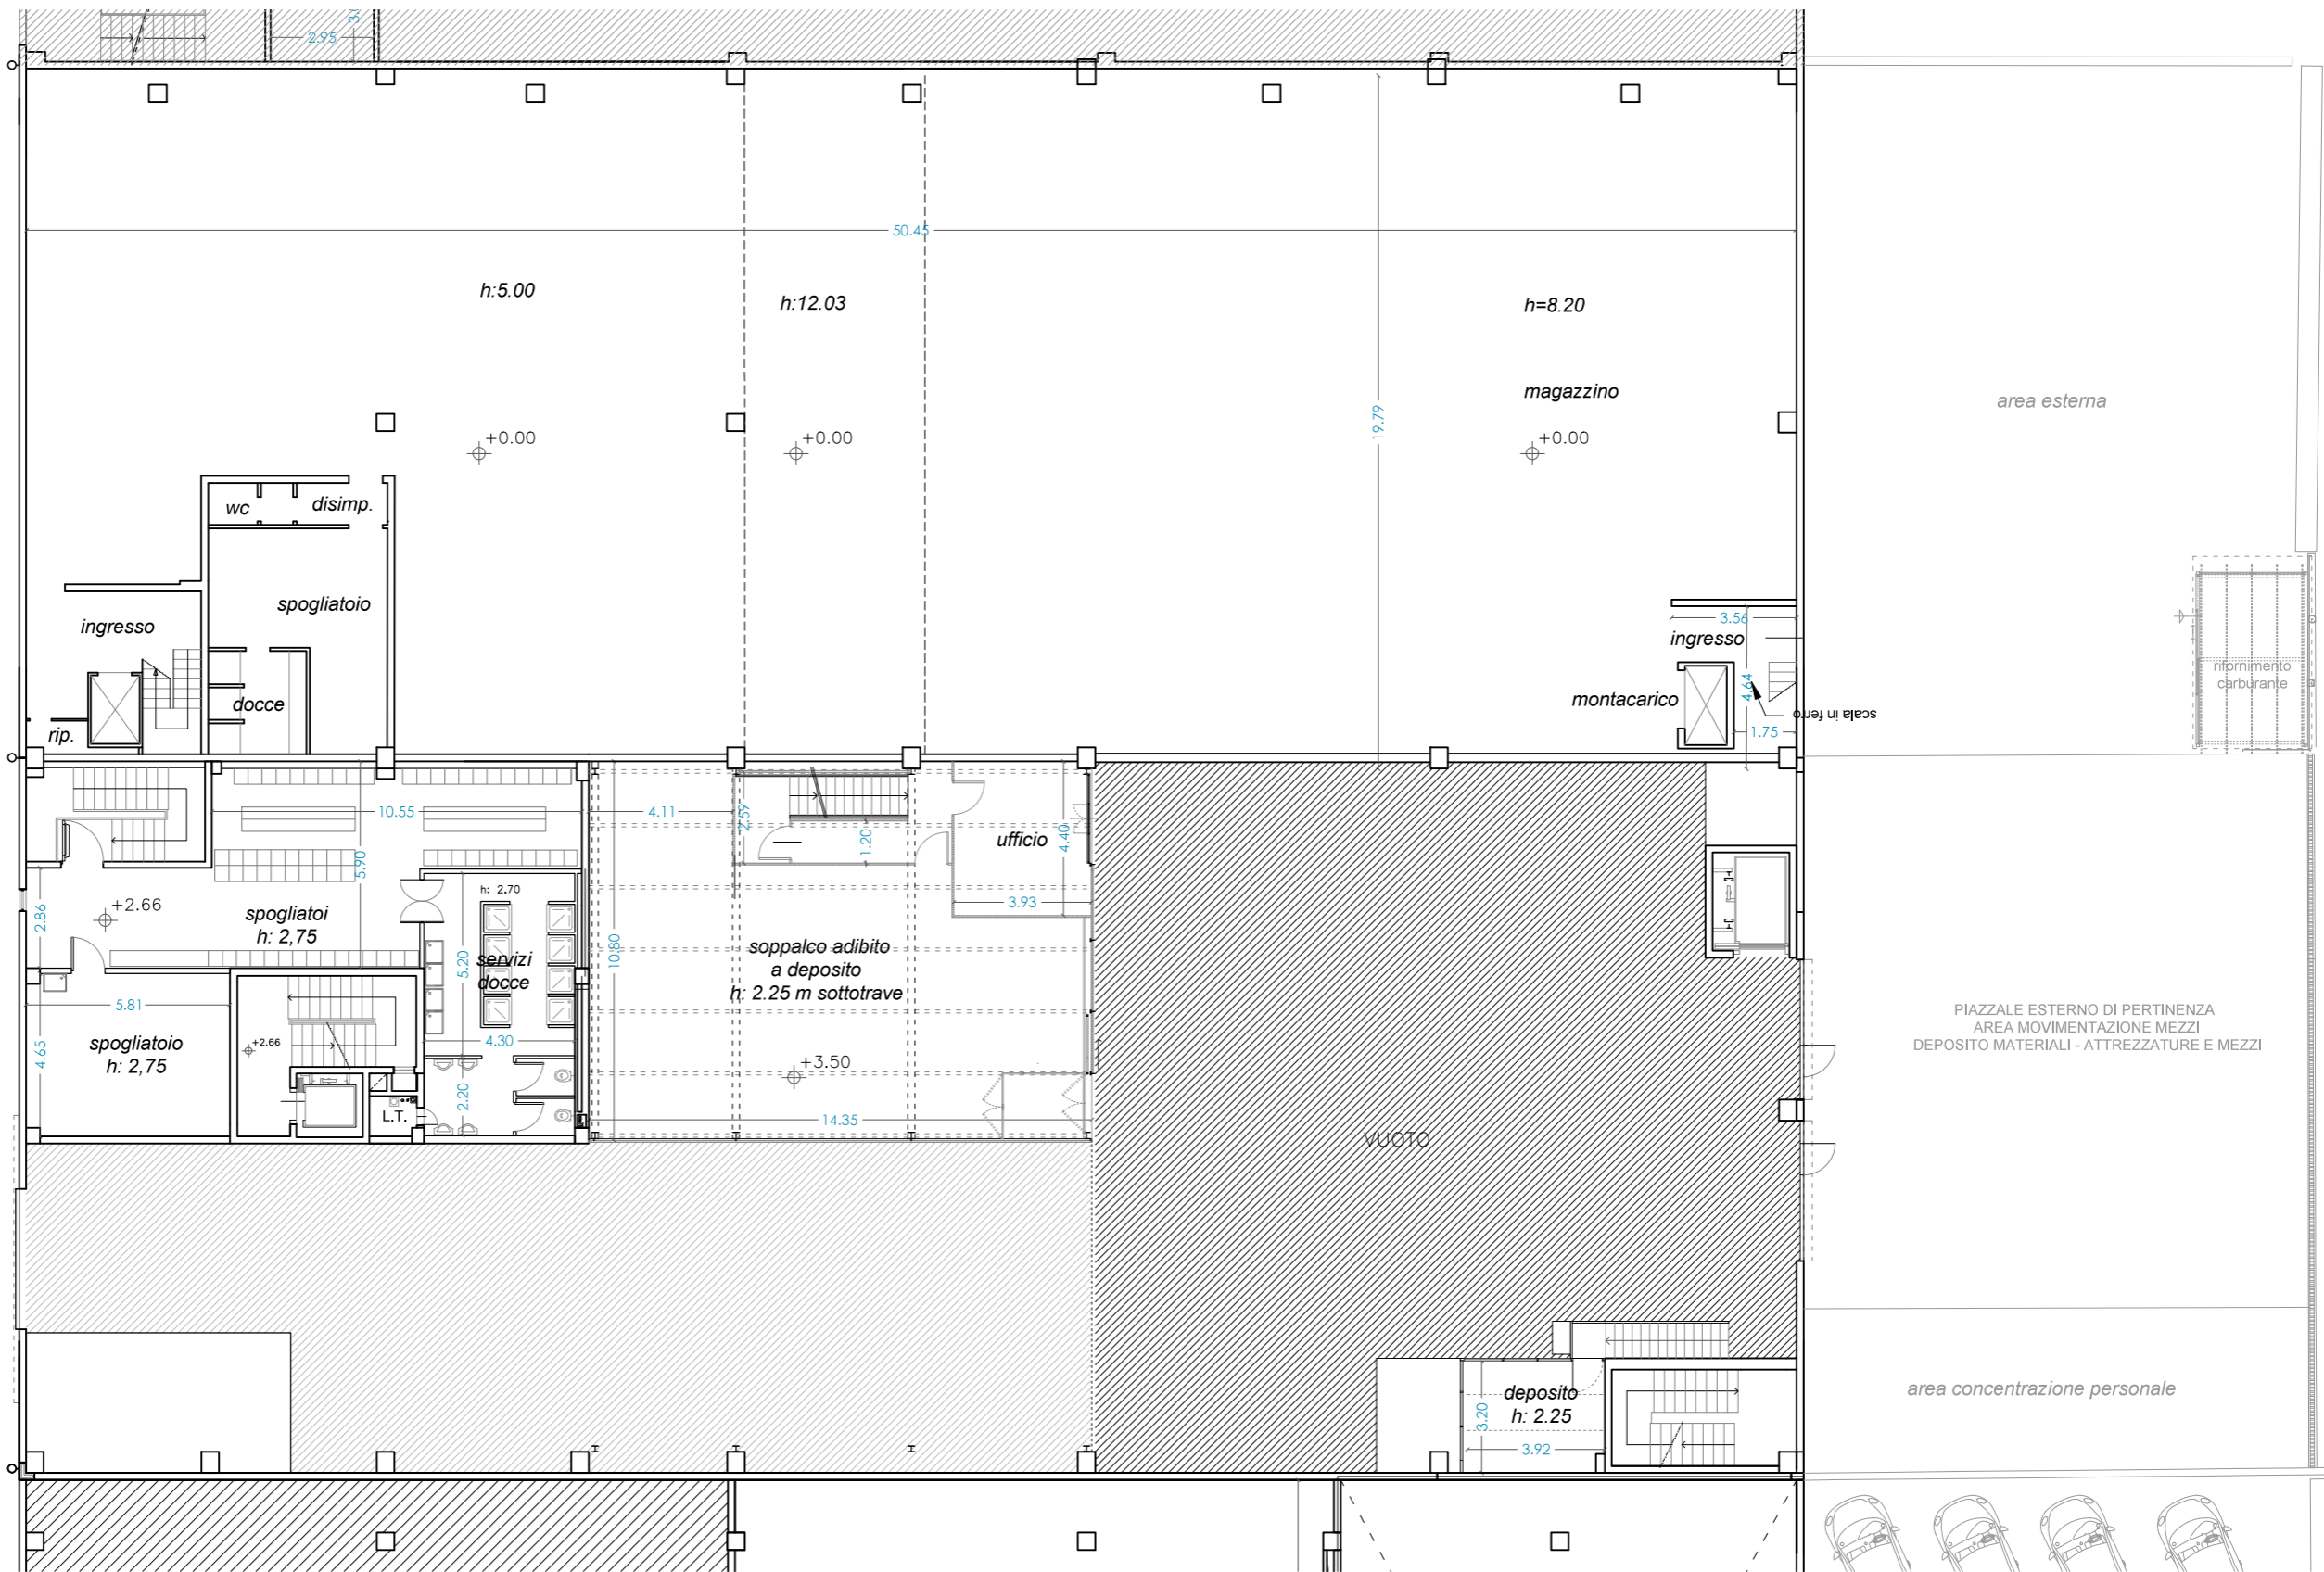 2.95
50.45
h:5.00
h:12.03
h=8.20
magazzino
area esterna
19.79
+0.00
+0.00
+0.00
wc
disimp.
spogliatoio
ingresso
docce
rip.
3.56
ingresso
4.64
montacarico
scala in ferro
1.75
rifornimento
carburante
10.55
4.11
2.59
1.20
ufficio
4.40
5.90
h: 2,70
3.93
2.86
+2.66
spogliatoi
h: 2,75
5.20
servizi
docce
10.80
soppalco adibito
a deposito
h: 2.25 m sottotrave
5.81
4.65
spogliatoio
h: 2,75
+2.66
4.30
+3.50
2.20
L.T.
14.35
VUOTO
PIAZZALE ESTERNO DI PERTINENZA
AREA MOVIMENTAZIONE MEZZI
DEPOSITO MATERIALI - ATTREZZATURE E MEZZI
deposito
h: 2.25
3.20
3.92
area concentrazione personale